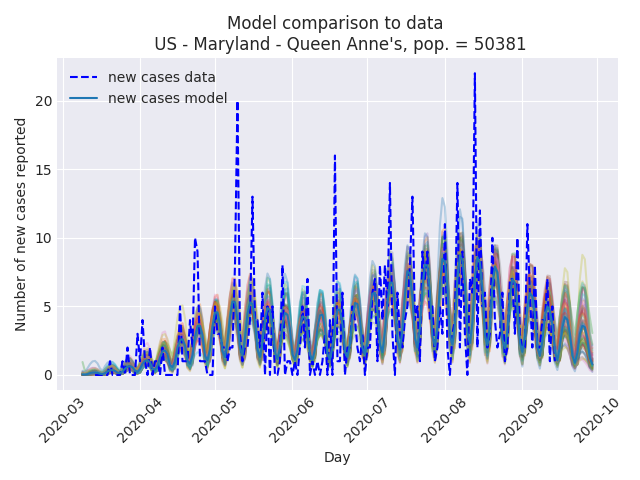 Model comparison to data
US - Maryland - Queen Anne's, pop. = 50381
new cases data
new cases model
Number of new cases reported
20
15
10
5
0
2020-03
2020-04
2020-05
2020-06
2020-07
2020-08
2020-09
2020-10
Day